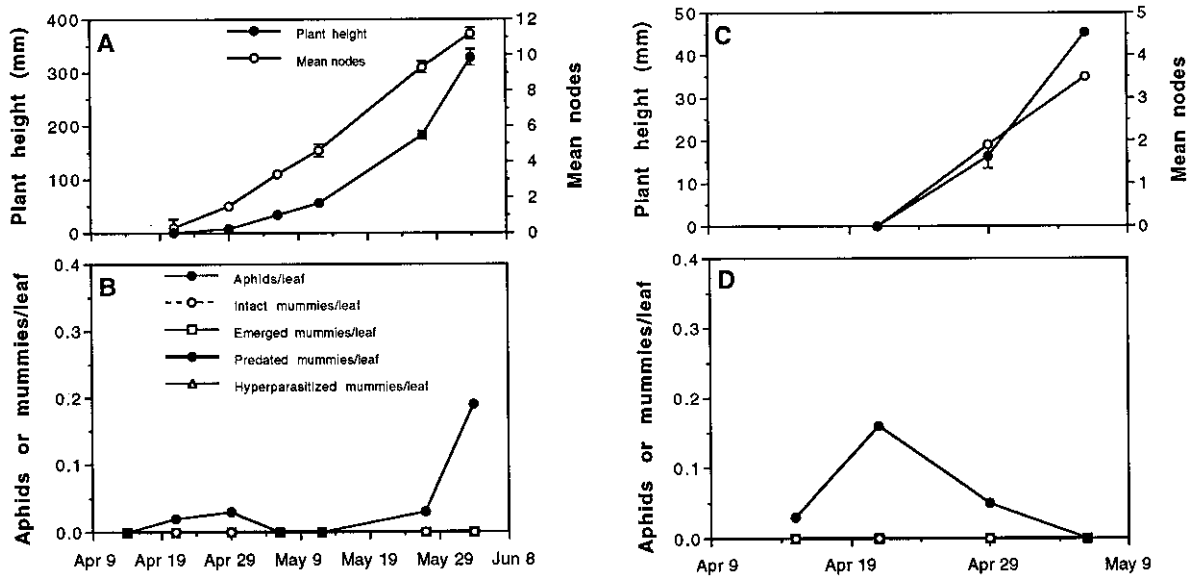 A
Plant height
Mean nodes
400
300
200
100
0
Plant height (mm)
12
10
8
6
4
2
0
Mean nodes
C
50
45
40
35
30
25
20
15
10
5
0
Plant height (mm)
5
4
3
2
1
0
Mean nodes
B
Aphids/leaf
Intact mummies/leaf
Emerged mummies/leaf
Predated mummies/leaf
Hyperparasitized mummies/leaf
0.4
0.3
0.2
0.1
0.0
Aphids or mummies/leaf
Apr 9
Apr 19
Apr 29
May 9
May 19
May 29
Jun 8
D
0.4
0.3
0.2
0.1
0.0
Aphids or mummies/leaf
Apr 9
Apr 19
Apr 29
May 9